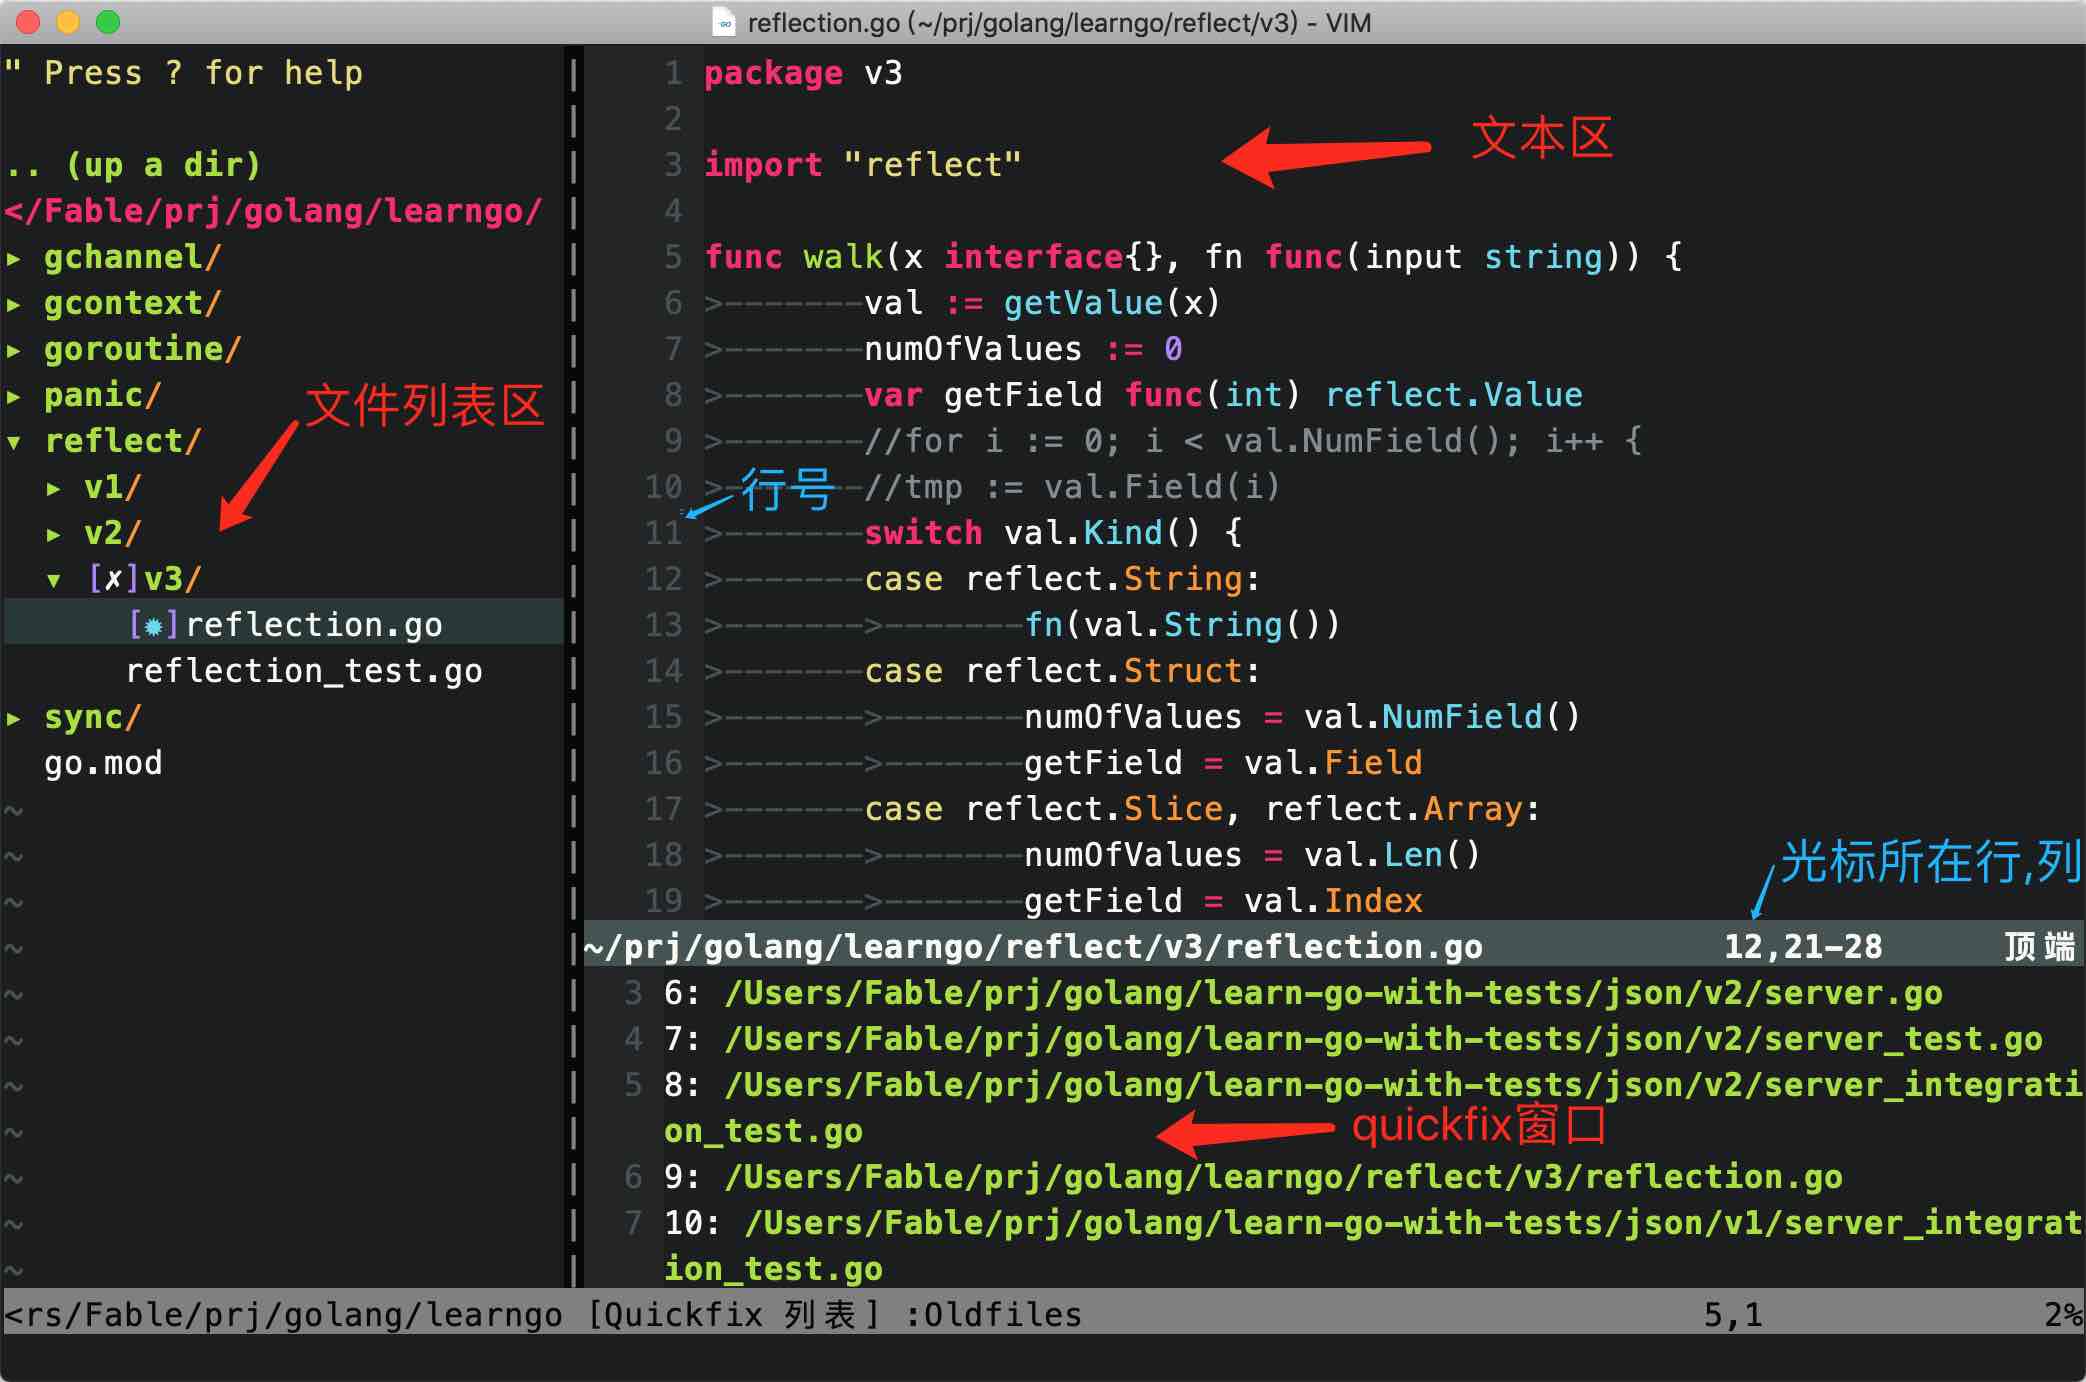 reflection.go (~/prj/golang/learngo/reflect/v3) - VIM
" Press ? for help
.. (up a dir)
</Fable/prj/golang/learngo/
▸ gchannel/
▸ gcontext/
▸ goroutine/
▸ panic/
文件列表区
▾ reflect/
▸ v1/
▸ v2/
▾ [✗]v3/
[✹]reflection.go
reflection_test.go
▸ sync/
go.mod
~
~
~
~
~
~
~
~
~
~
~
1 package v3
2
文本区
3 import "reflect"
4
5 func walk(x interface{}, fn func(input string)) {
6 >-------val := getValue(x)
7 >-------numOfValues := 0
8 >-------var getField func(int) reflect.Value
9 >-------//for i := 0; i < val.NumField(); i++ {
行号
10 >-------//tmp := val.Field(i)
11 >-------switch val.Kind() {
12 >-------case reflect.String:
13 >------->-------fn(val.String())
14 >-------case reflect.Struct:
15 >------->-------numOfValues = val.NumField()
16 >------->-------getField = val.Field
17 >-------case reflect.Slice, reflect.Array:
18 >------->-------numOfValues = val.Len()
光标所在行,列
19 >------->-------getField = val.Index
~/prj/golang/learngo/reflect/v3/reflection.go 12,21-28 顶端
3 6: /Users/Fable/prj/golang/learn-go-with-tests/json/v2/server.go
4 7: /Users/Fable/prj/golang/learn-go-with-tests/json/v2/server_test.go
5 8: /Users/Fable/prj/golang/learn-go-with-tests/json/v2/server_integrati
on_test.go
quickfix窗口
6 9: /Users/Fable/prj/golang/learngo/reflect/v3/reflection.go
7 10: /Users/Fable/prj/golang/learn-go-with-tests/json/v1/server_integrat
ion_test.go
<rs/Fable/prj/golang/learngo [Quickfix 列表] :Oldfiles 5,1 2%